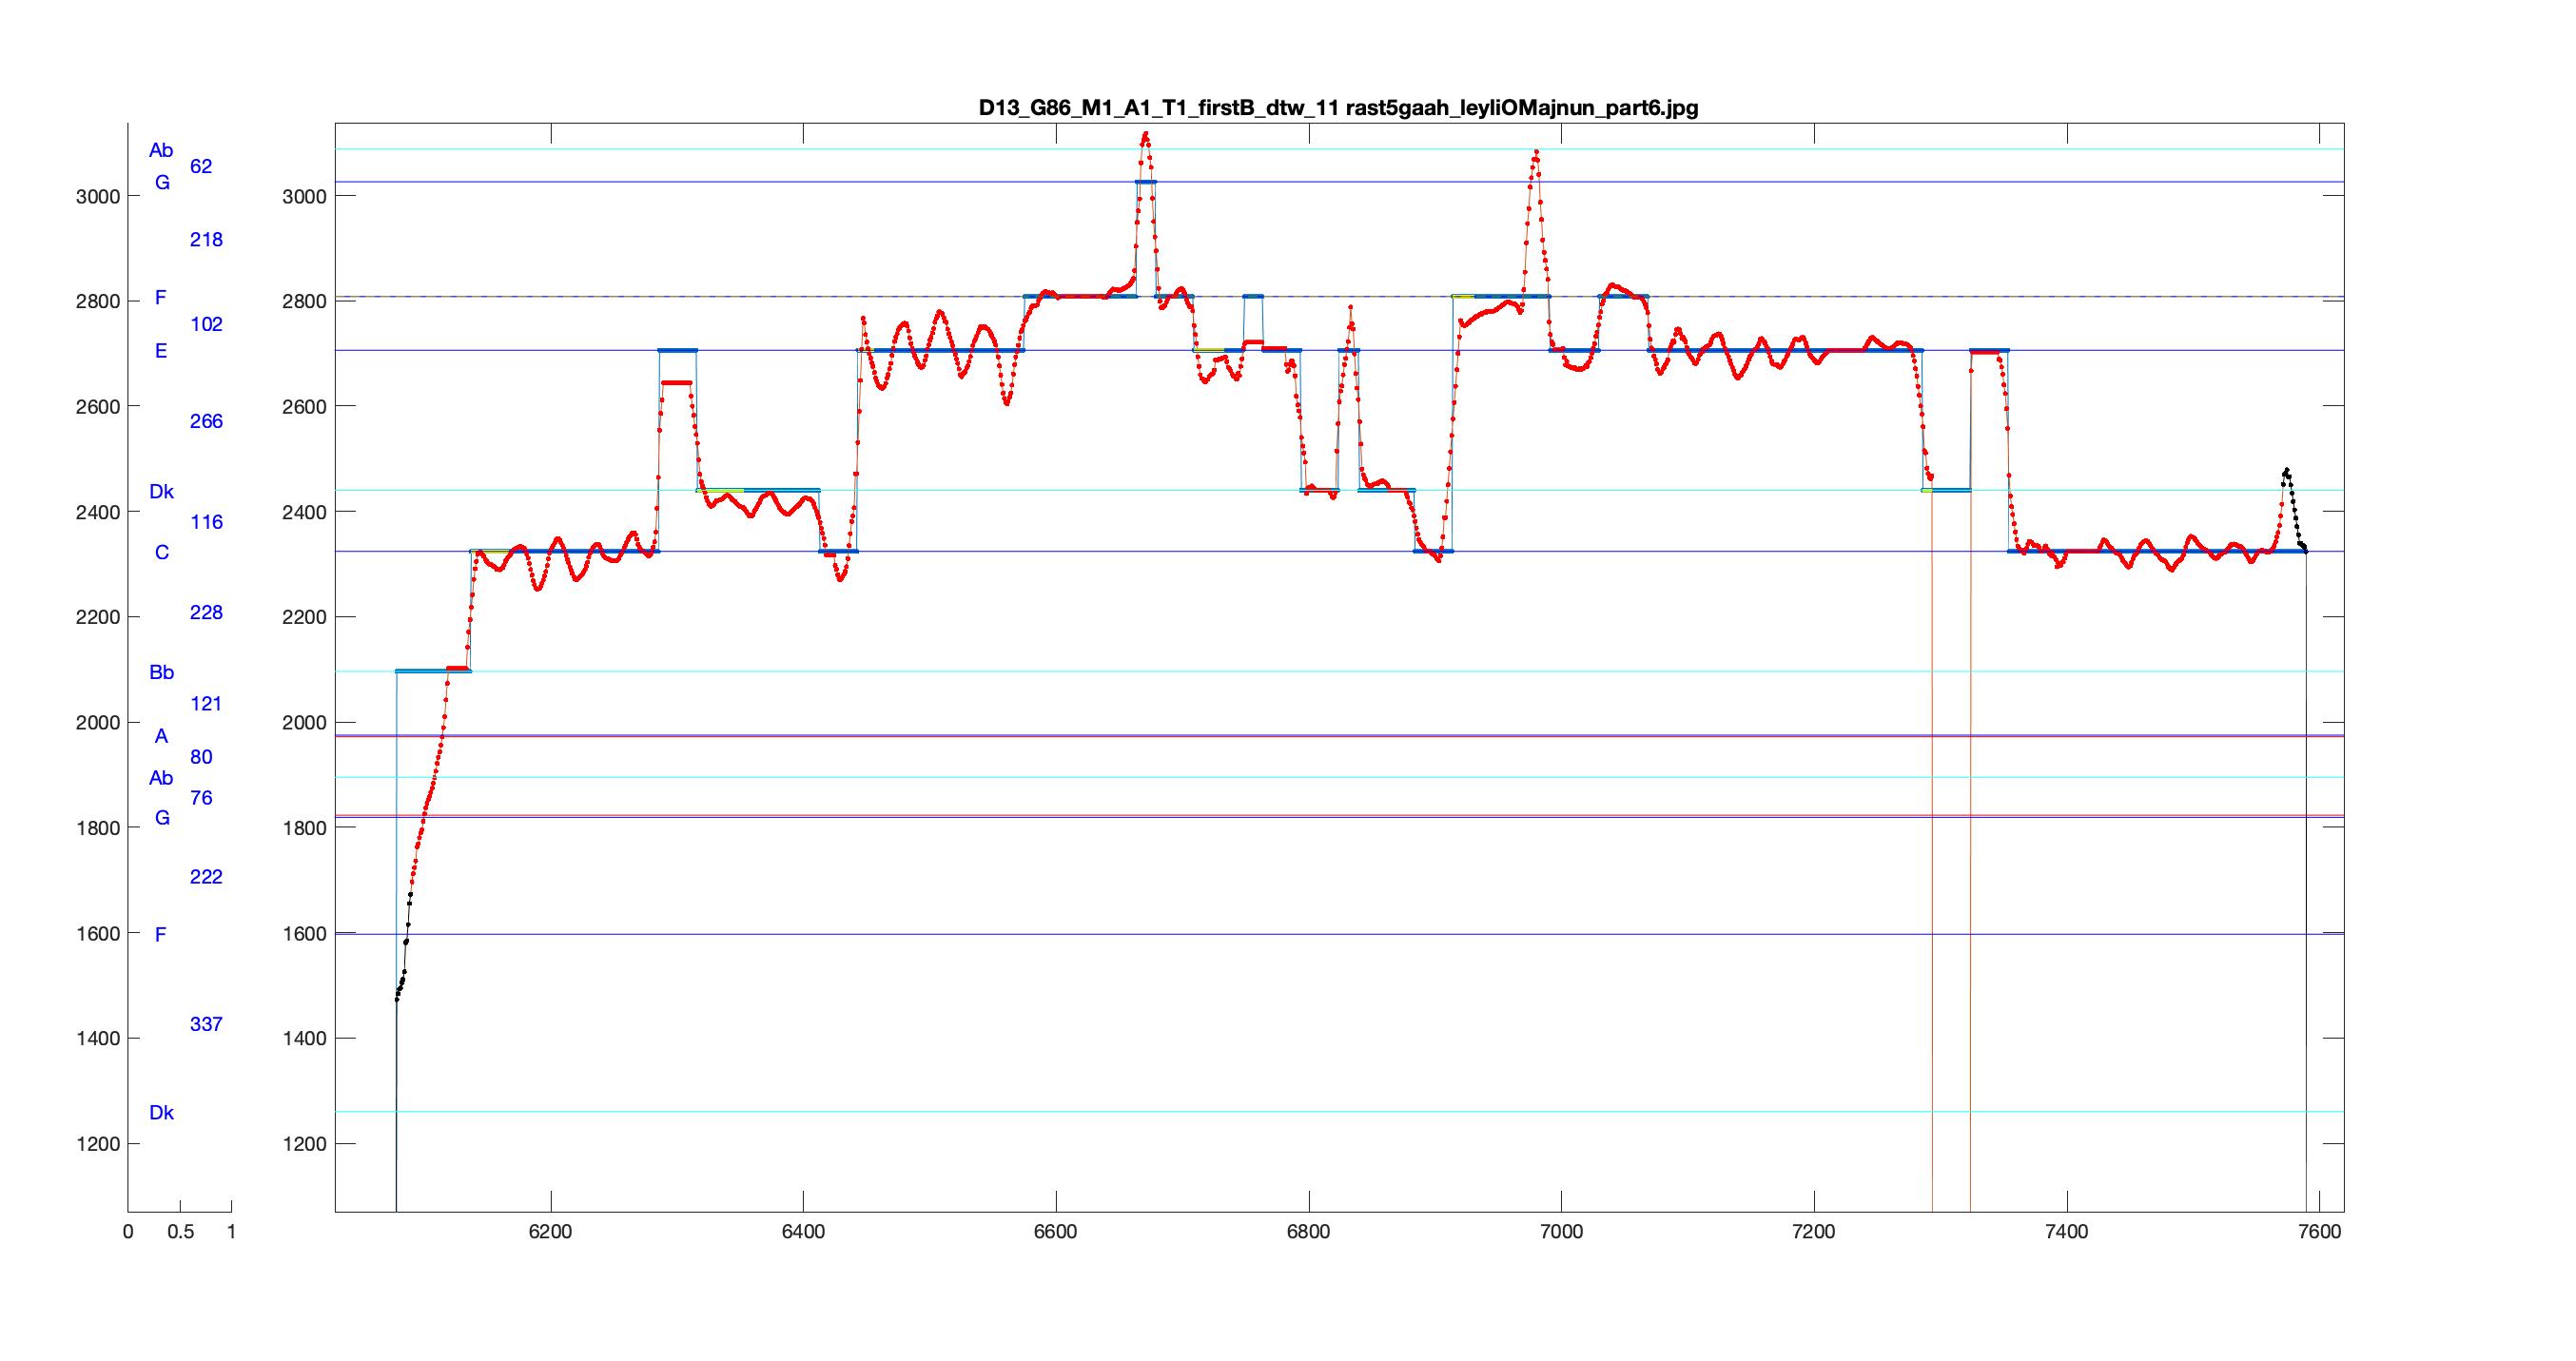 D13_G86_M1_A1_T1_firstB_dtw_11 rast5gaah_leyliOMajnun_part6.jpg
Ab
62
G
3000 3000
218
F
2800 2800
102
E
2600 2600
266
Dk
2400 2400
116
C
2200 2200
228
Bb
121
2000 2000
A
80
Ab
76
G
1800 1800
222
F
1600 1600
337
1400 1400
Dk
1200 1200
0 0.5 1 6200 6400 6600 6800 7000 7200 7400 7600